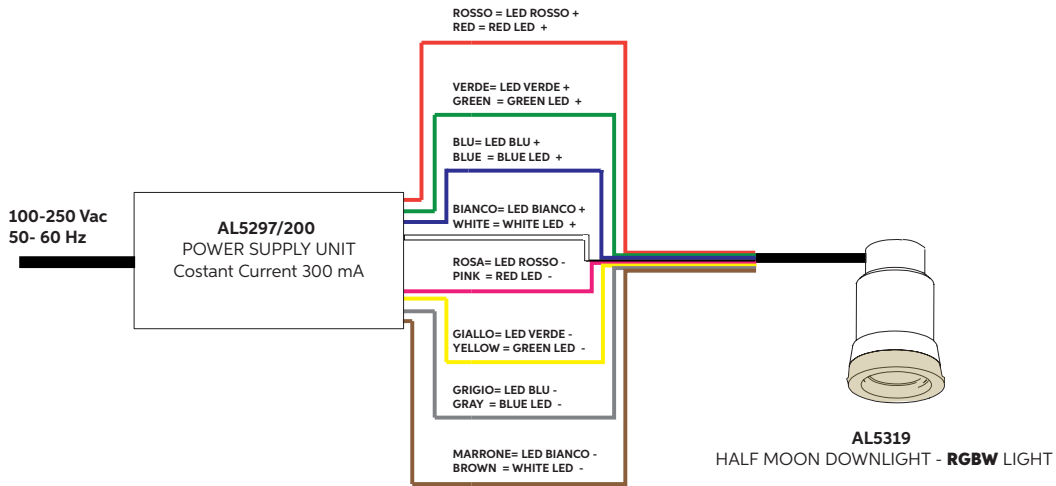 ROSSO = LED ROSSO +
RED = RED LED +
VERDE= LED VERDE +
GREEN = GREEN LED +
BLU= LED BLU +
BLUE = BLUE LED +
100-250 Vac
50- 60 Hz
AL5297/200
POWER SUPPLY UNIT
Costant Current 300 mA
BIANCO= LED BIANCO +
WHITE = WHITE LED +
ROSA= LED ROSSO -
PINK = RED LED -
GIALLO= LED VERDE -
YELLOW = GREEN LED -
GRIGIO= LED BLU -
GRAY = BLUE LED -
MARRONE= LED BIANCO -
BROWN = WHITE LED -
AL5319
HALF MOON DOWNLIGHT - RGBW LIGHT